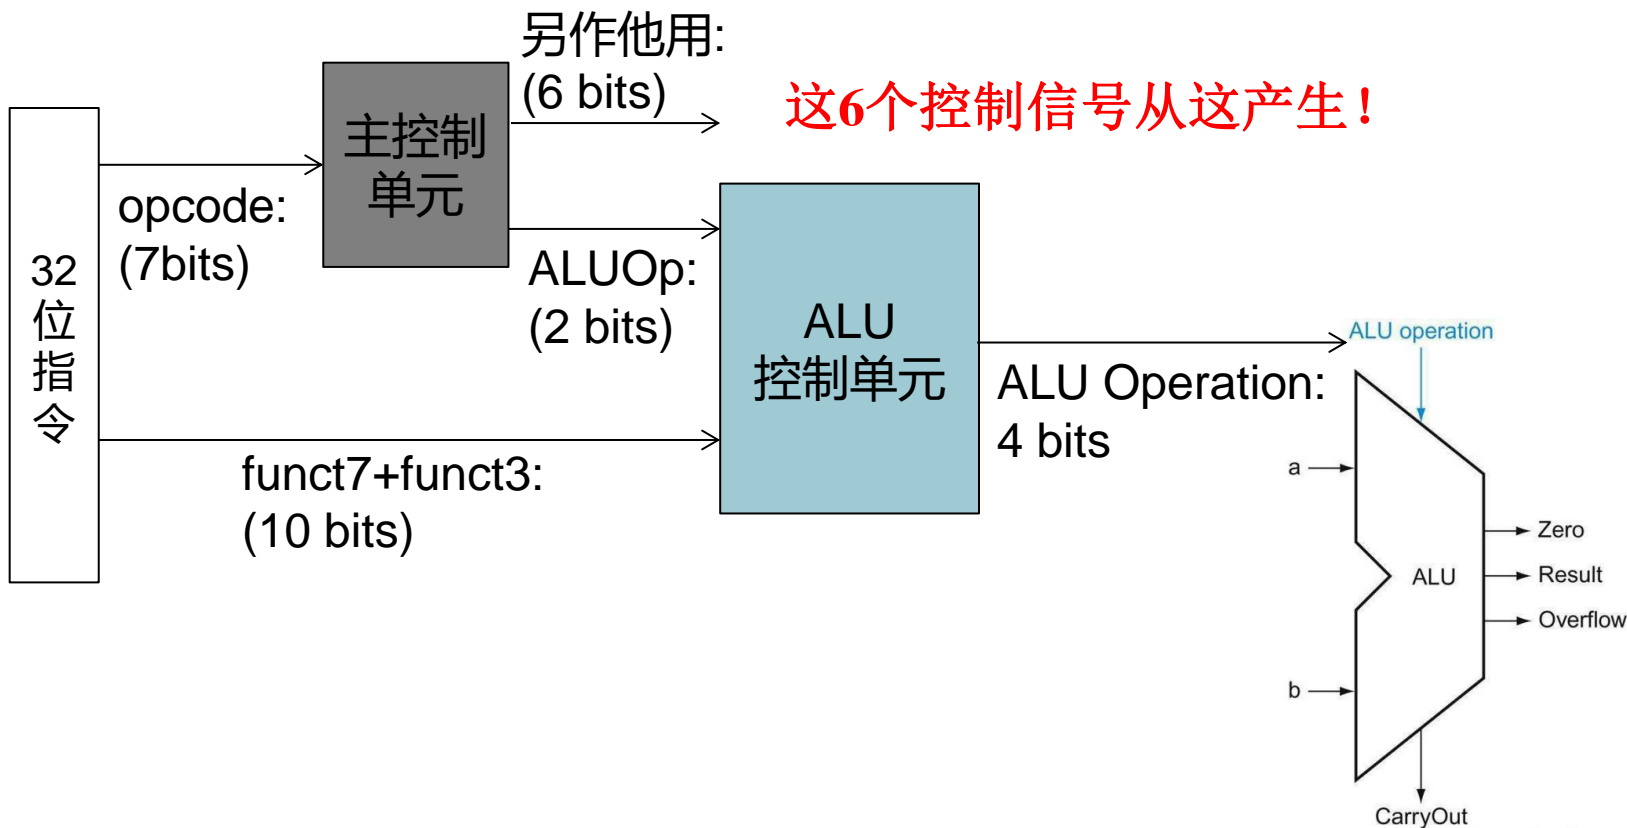 另作他用:
(6 bits)
这6个控制信号从这产生！
主控制
单元
opcode:
(7bits)
32
位
指
令
ALUOp:
(2 bits)
ALU
控制单元
ALU operation
ALU Operation:
4 bits
funct7+funct3:
(10 bits)
a
Zero
ALU
Result
Overflow
b
CarryOut